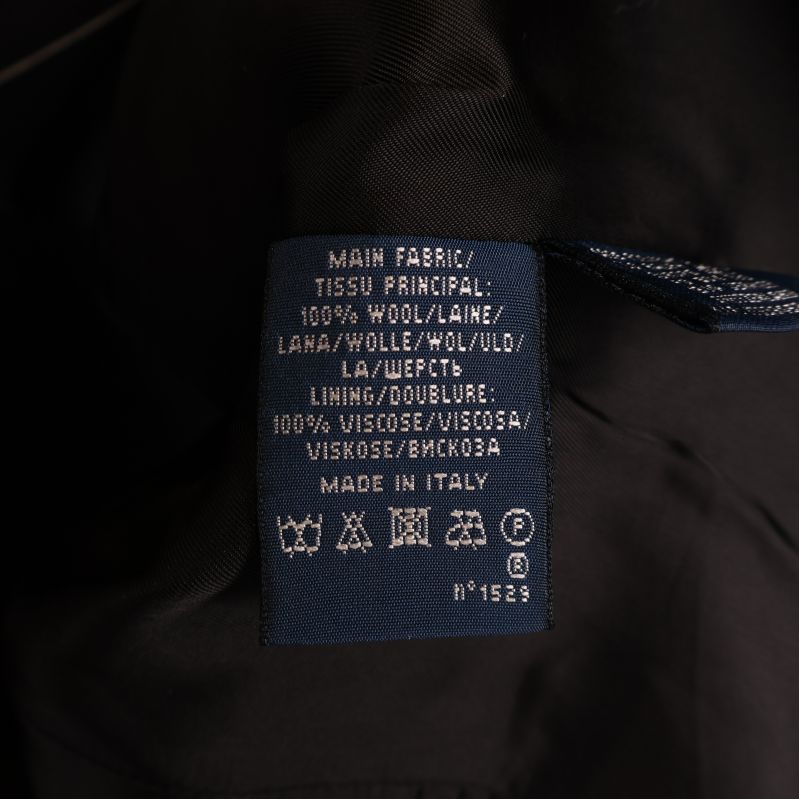 MAIN FABRIC/
TISSU PRINCIPAL:
100% WOOL/LAINE/
LANA/WOLLE/WOL/ULD/
LA/ШЕРСТЬ
LINING/DOUBLURE:
100% VISCOSE/VISCOSA/
VISKOSE/ВИСКОЗА
MADE IN ITALY
P
R
n° 1529